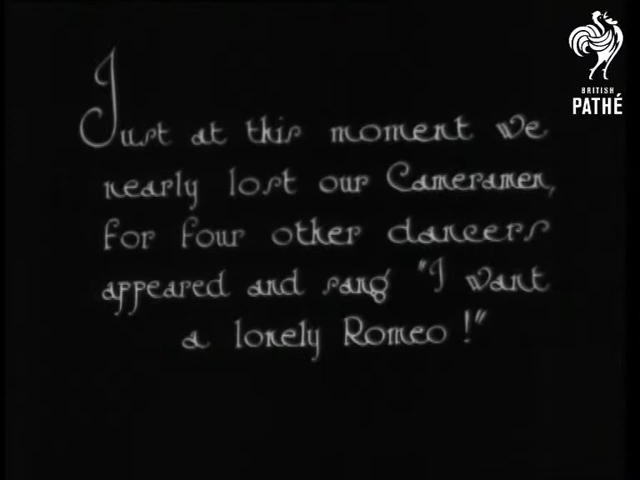 BRITISH
PATHÉ
Just at this moment we
nearly lost our Cameramen,
for four other dancers
appeared and sang "I want
a lonely Romeo!"